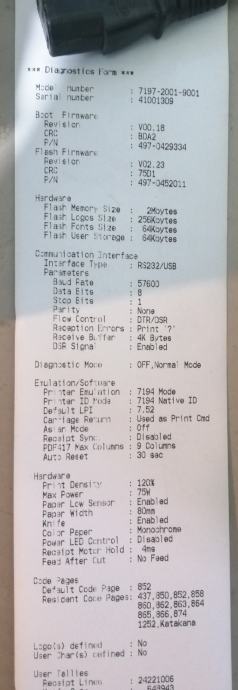 *** Diagnostics Form ***
Model number : 7197-2001-9001
Serial number : 41001309
Boot Firmware
Revision : V00.18
CRC : BDA2
P/N : 497-0429334
Flash Firmware
Revision : V02.23
CRC : 75D1
P/N : 497-0452011
Hardware
Flash Memory Size : 2Mbytes
Flash Logos Size : 256Kbytes
Flash Fonts Size : 64Kbytes
Flash User Storage : 64Kbytes
Communication Interface
Interface Type : RS232/USB
Parameters
Baud Rate : 57600
Data Bits : 8
Stop Bits : 1
Parity : None
Flow Control : DTR/DSR
Reception Errors : Print '?'
Receive Buffer : 4K Bytes
DSR Signal : Enabled
Diagnostic Mode : OFF,Normal Mode
Emulation/Software
Printer Emulation : 7194 Mode
Printer ID Mode : 7194 Native ID
Default LPI : 7.52
Carriage Return : Used as Print Cmd
Asian Mode : Off
Receipt Sync. : Disabled
PDF417 Max Columns : 9 Columns
Auto Reset : 30 sec
Hardware
Print Density : 120%
Max Power : 75W
Paper Low Sensor : Enabled
Paper Width : 80mm
Knife : Enabled
Color Paper : Monochrome
Power LED Control : Disabled
Receipt Motor Hold : 4ms
Feed After Cut : No Feed
Code Pages
Default Code Page : 852
Resident Code Pages: 437,850,852,858
860,862,863,864
865,866,874
1252,Katakana
Logo(s) defined : No
User Char(s) defined : No
User Tallies
Receipt Lines : 24221006